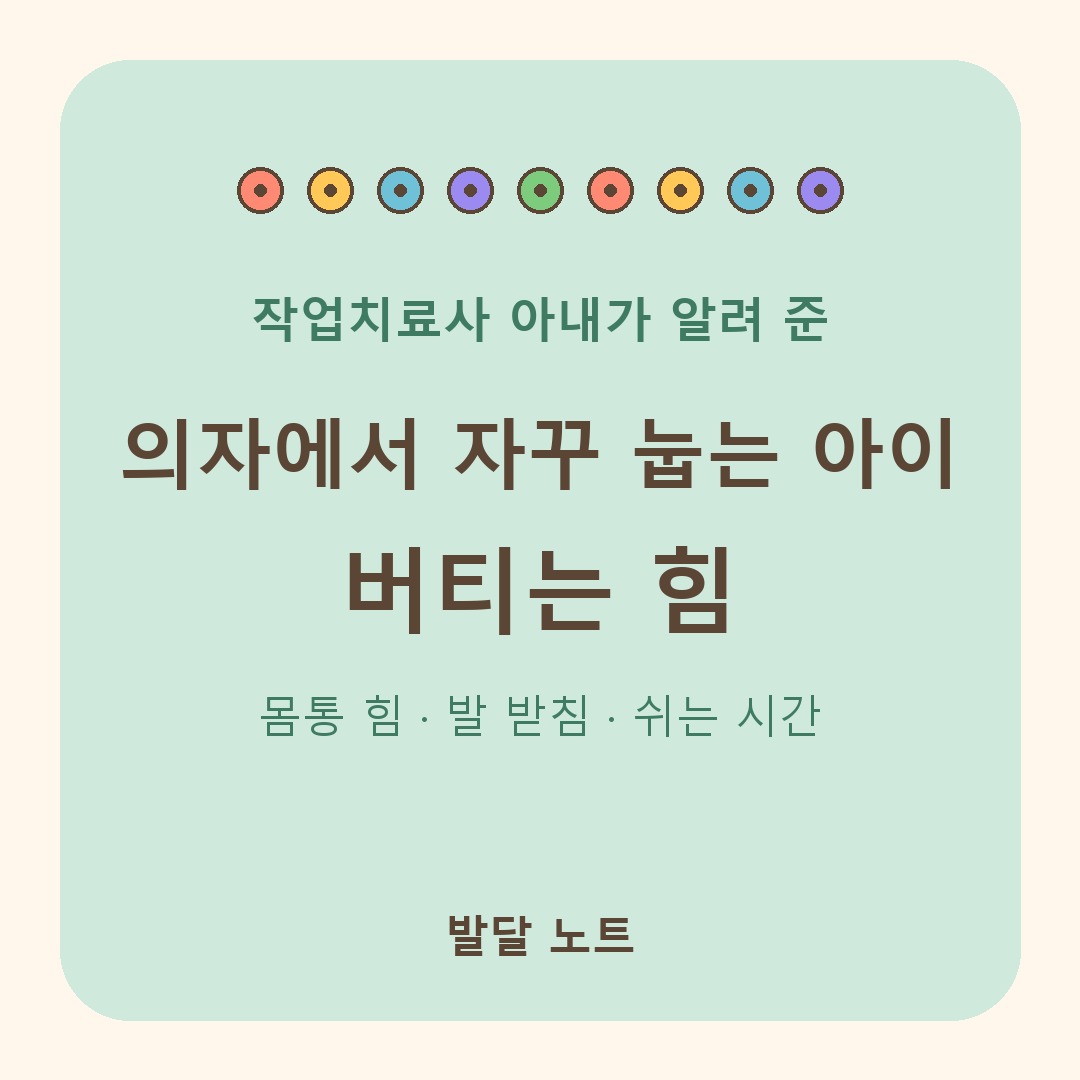 작업치료사 아내가 알려 준
의자에서 자꾸 눕는 아이
버티는 힘
몸통 힘 · 발 받침 · 쉬는 시간
발달 노트